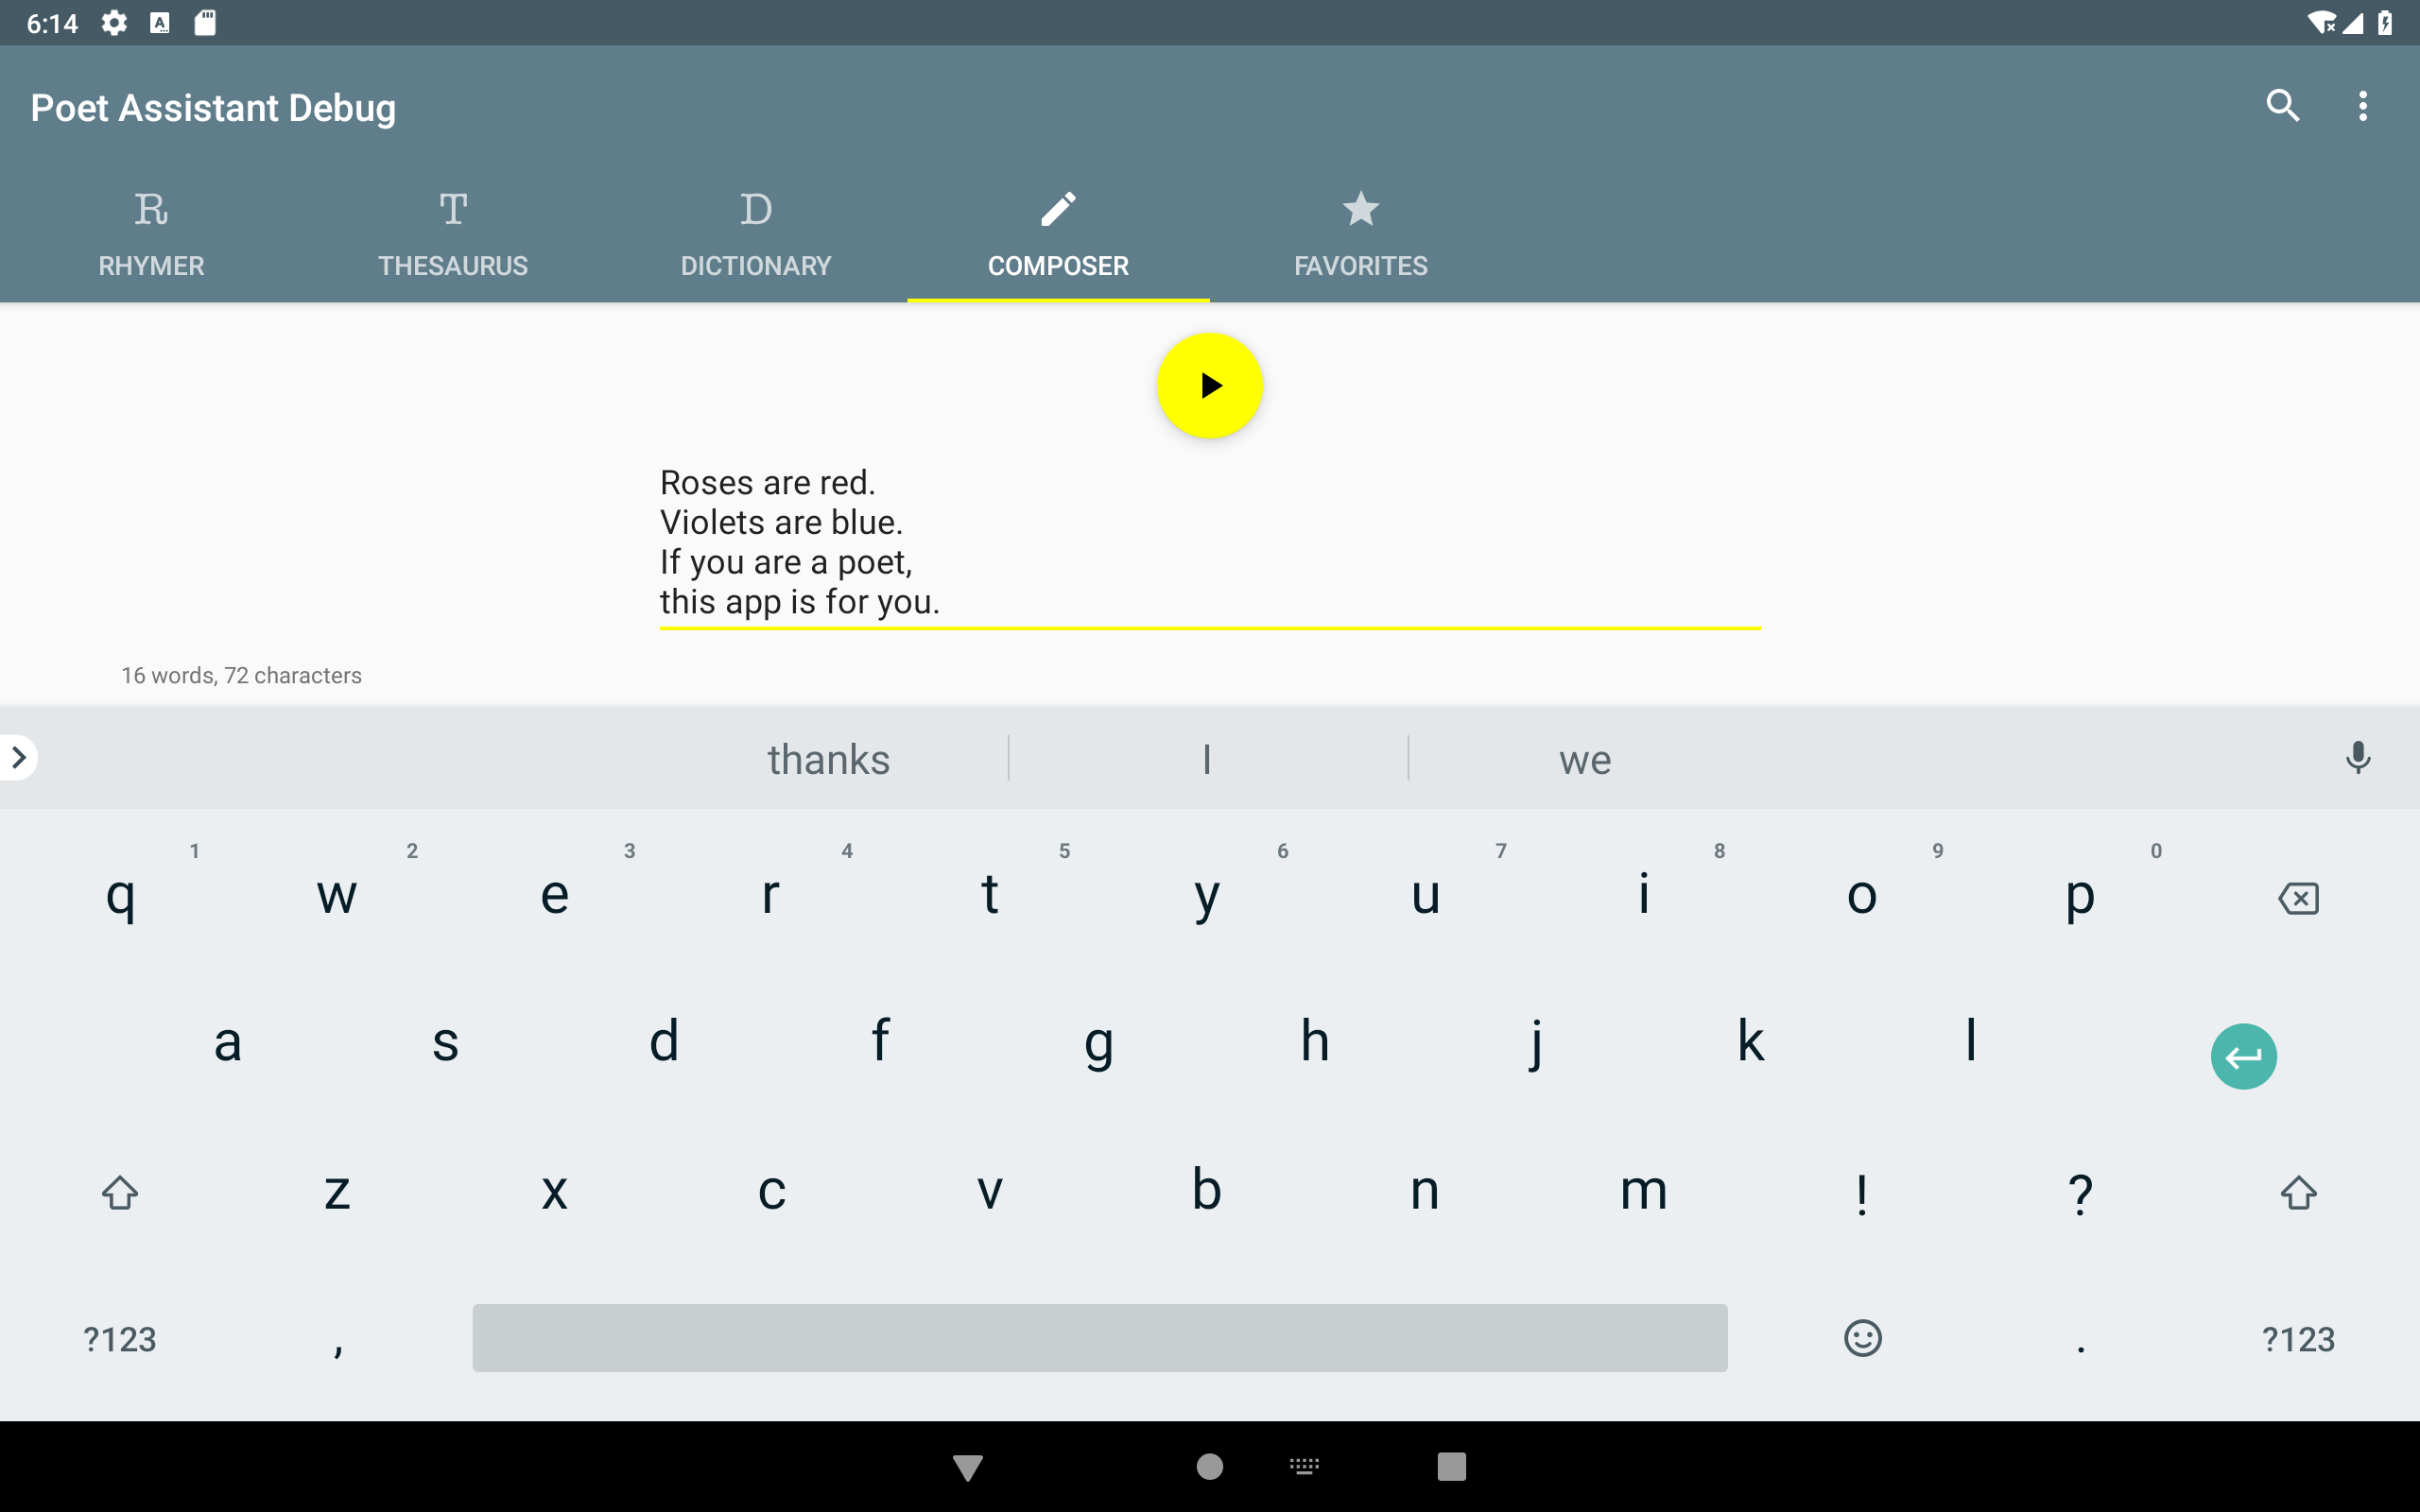 6:14
Poet Assistant Debug
R T D
RHYMER THESAURUS DICTIONARY COMPOSER FAVORITES
Roses are red.
Violets are blue.
If you are a poet,
this app is for you.
16 words, 72 characters
thanks I we
1 2 3 4 5 6 7 8 9 0
q w e r t y u i o p
a s d f g h j k l
z x c v b n m ! ?
?123 , . ?123